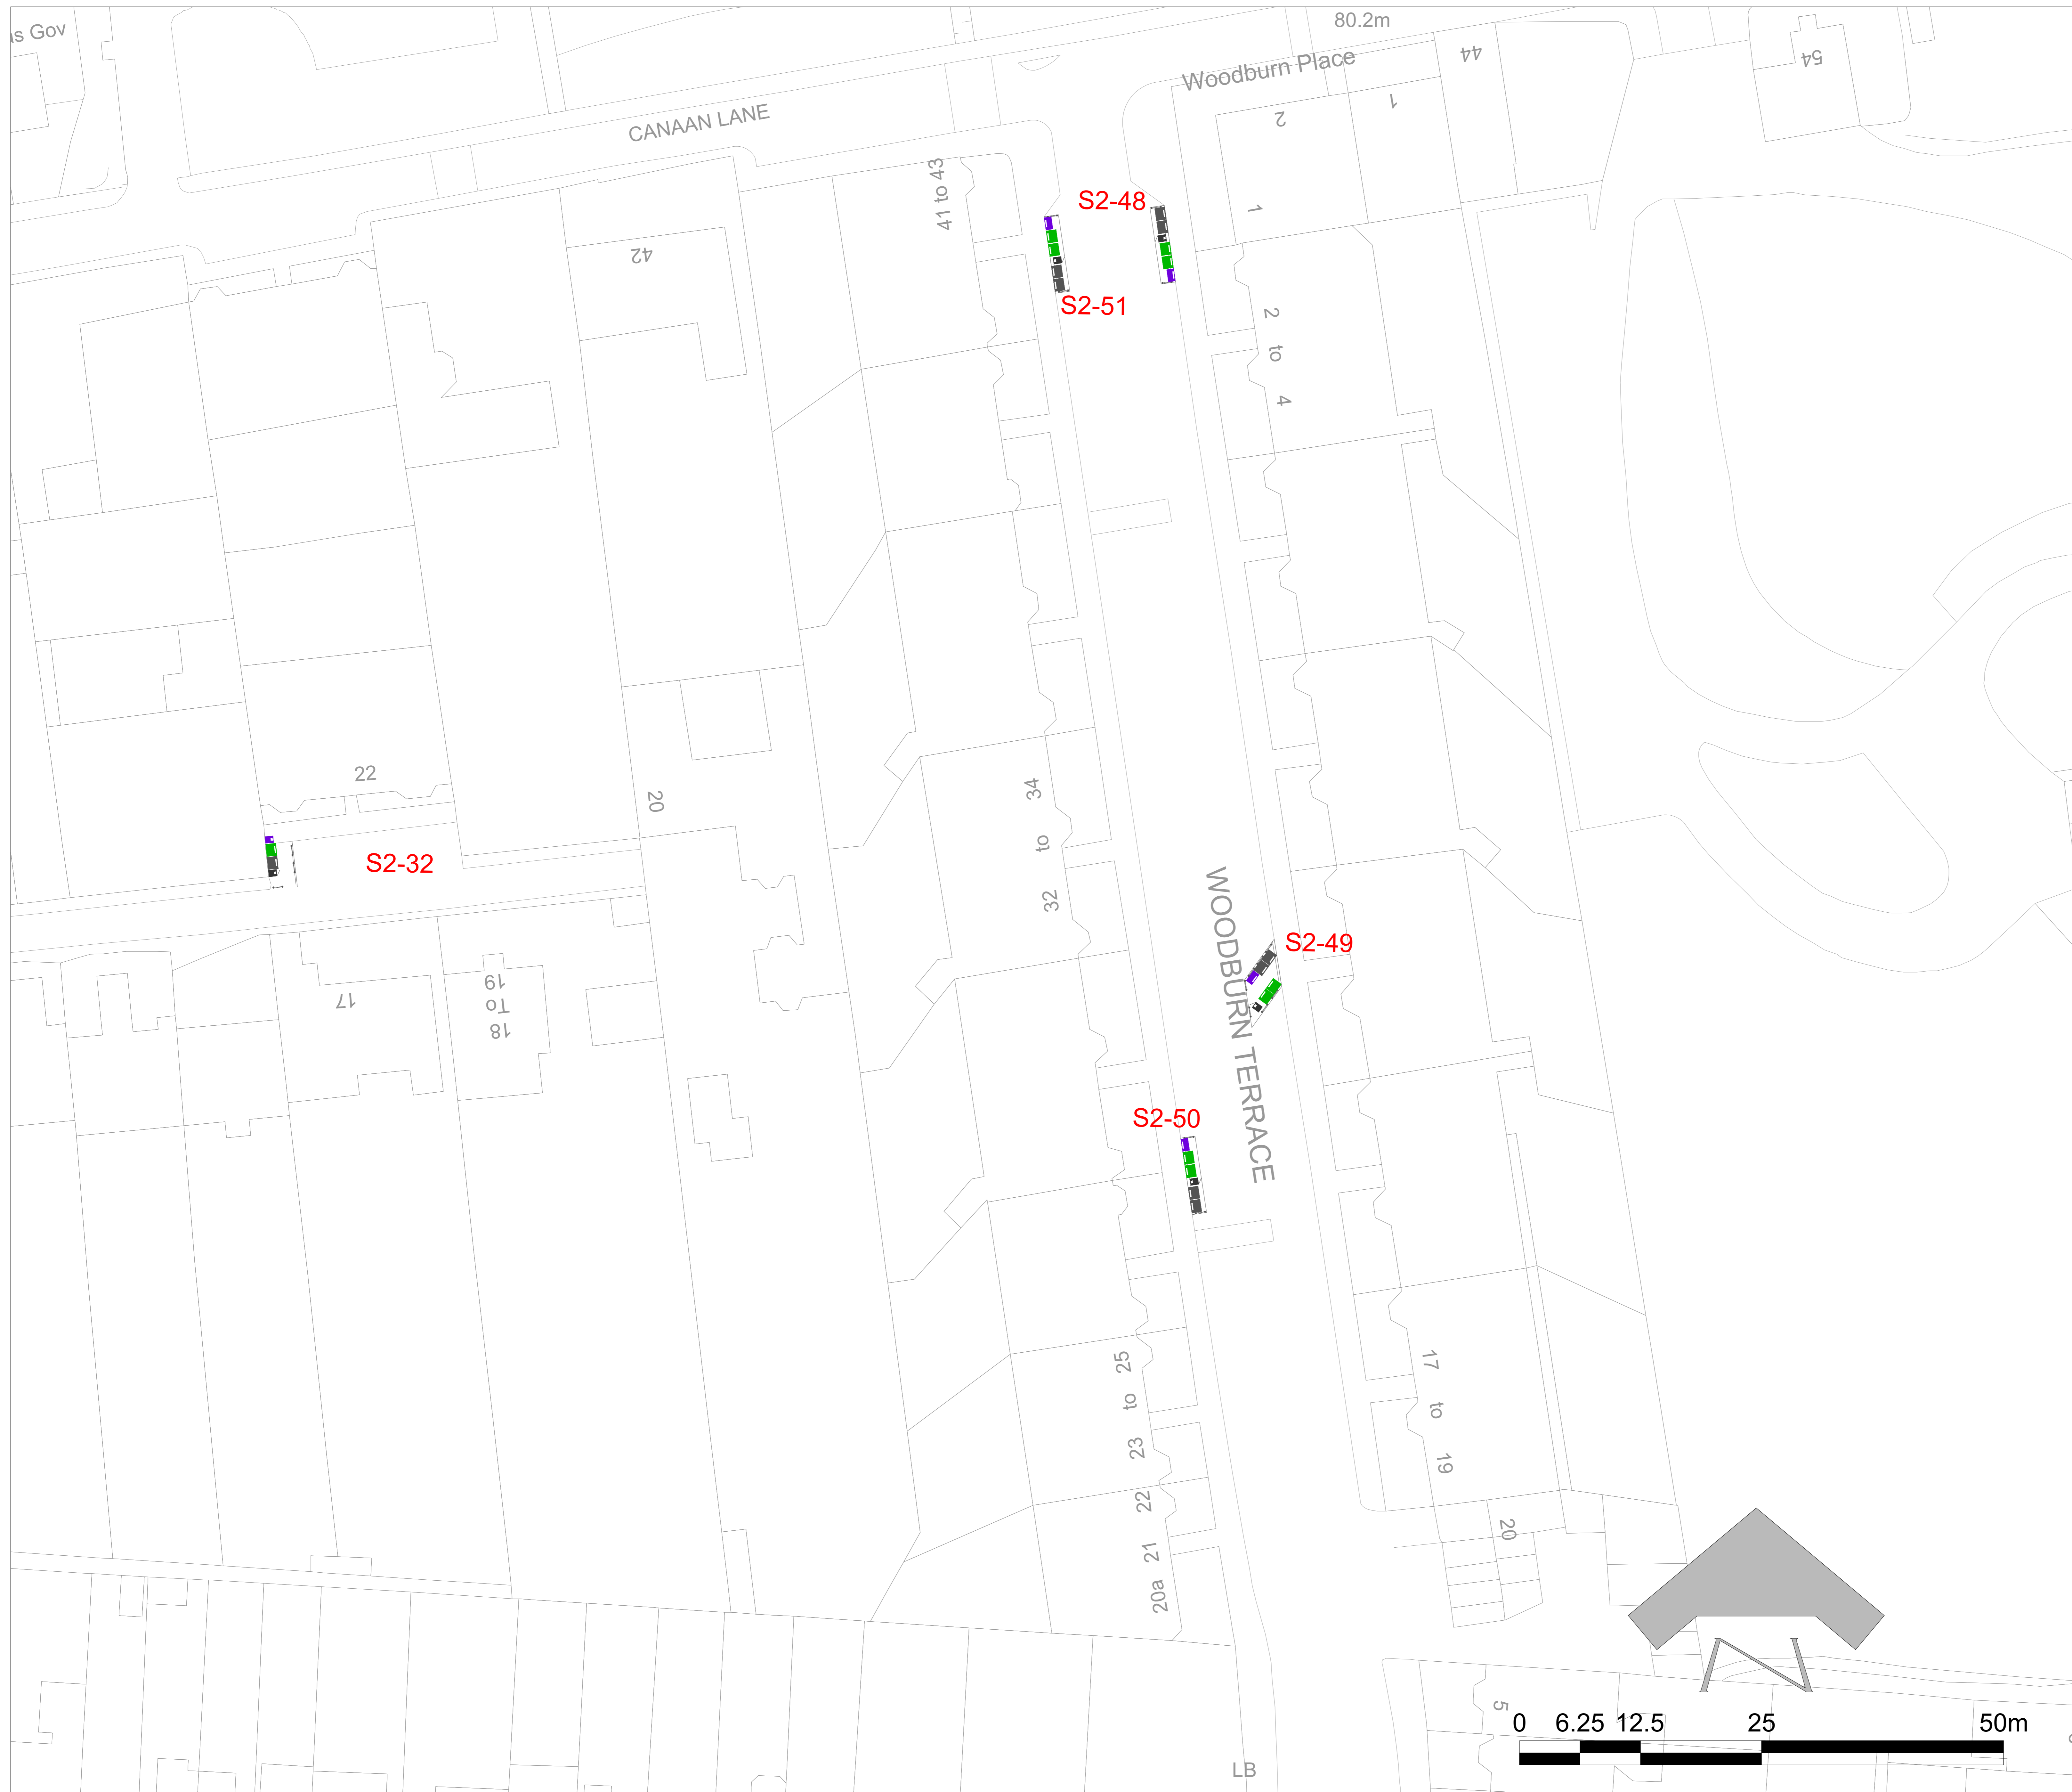 80.2m
Woodburn Place
44
54
CANAAN LANE
1
2
41 to 43
S2-48
1
42
S2-51
2 to 4
22
20
34
to
32
S2-32
WOODBURN TERRACE
S2-49
17
19
To
18
S2-50
25
to
23
17
to
19
22
21
20a
20
5
0 6.25 12.5 25 50m
LB